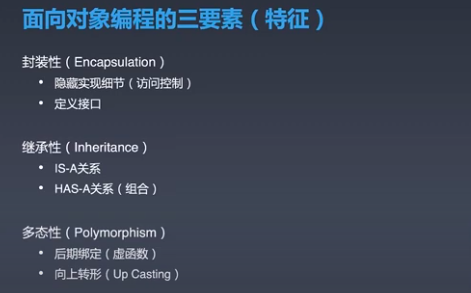 面向对象编程的三要素（特征）
封装性（Encapsulation）
• 隐藏实现细节（访问控制）
• 定义接口
继承性（Inheritance）
• IS-A关系
• HAS-A关系（组合）
多态性（Polymorphism）
• 后期绑定（虚函数）
• 向上转形（Up Casting）